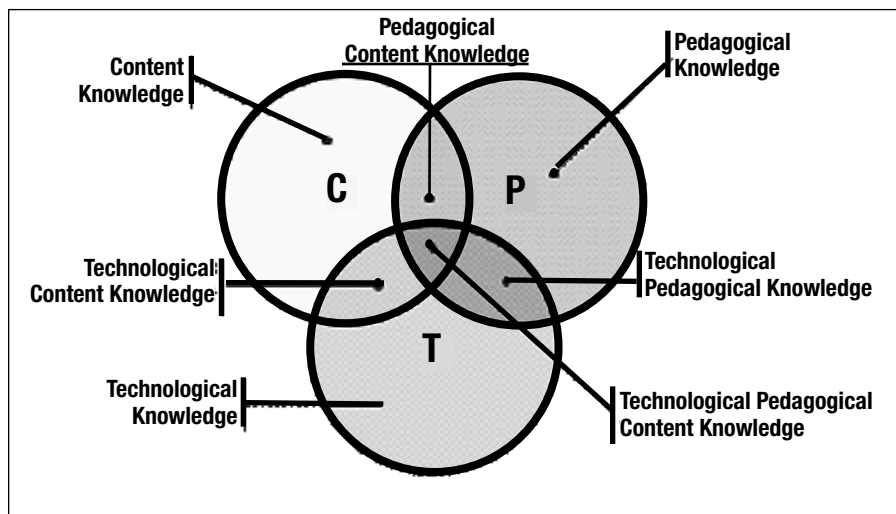 Pedagogical
Content Knowledge
Content
Knowledge
Pedagogical
Knowledge
C
P
Technological
Content Knowledge
Technological
Pedagogical Knowledge
T
Technological
Knowledge
Technological Pedagogical
Content Knowledge